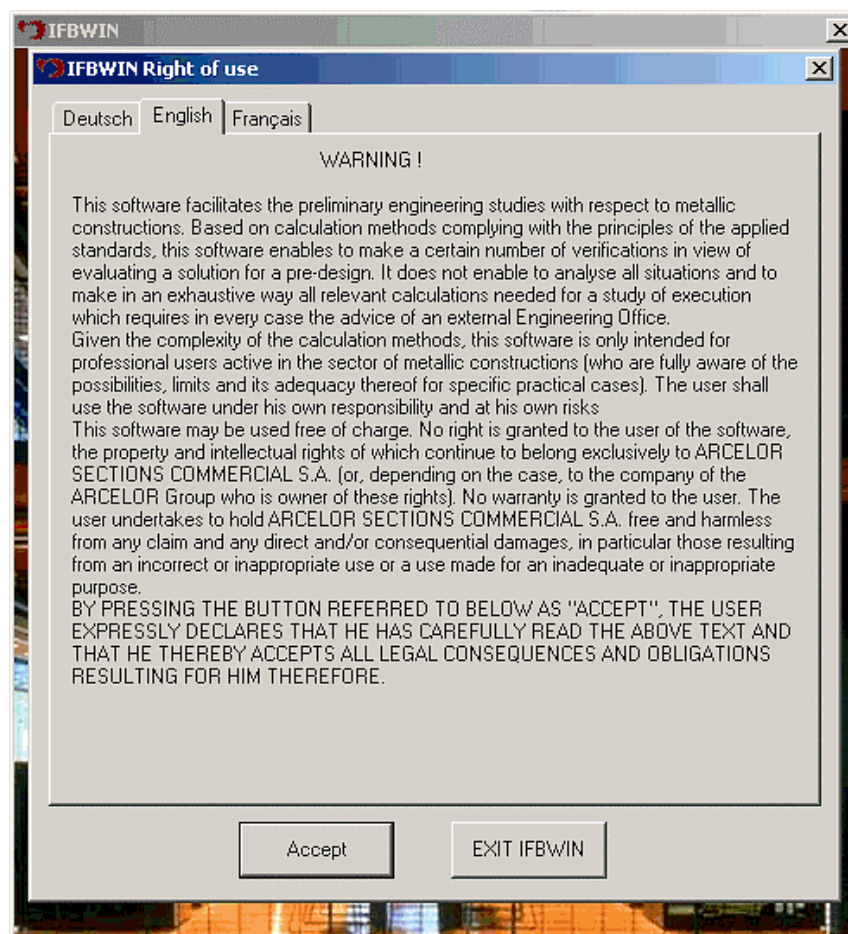 IFBWIN
IFBWIN Right of use
Deutsch English Français
WARNING !
This software facilitates the preliminary engineering studies with respect to metallic
constructions. Based on calculation methods complying with the principles of the applied
standards, this software enables to make a certain number of verifications in view of
evaluating a solution for a pre-design. It does not enable to analyse all situations and to
make in an exhaustive way all relevant calculations needed for a study of execution
which requires in every case the advice of an external Engineering Office.
Given the complexity of the calculation methods, this software is only intended for
professional users active in the sector of metallic constructions (who are fully aware of the
possibilities, limits and its adequacy thereof for specific practical cases). The user shall
use the software under his own responsibility and at his own risks
This software may be used free of charge. No right is granted to the user of the software,
the property and intellectual rights of which continue to belong exclusively to ARCELOR
SECTIONS COMMERCIAL S.A. (or, depending on the case, to the company of the
ARCELOR Group who is owner of these rights). No warranty is granted to the user. The
user undertakes to hold ARCELOR SECTIONS COMMERCIAL S.A. free and harmless
from any claim and any direct and/or consequential damages, in particular those resulting
from an incorrect or inappropriate use or a use made for an inadequate or inappropriate
purpose.
BY PRESSING THE BUTTON REFERRED TO BELOW AS "ACCEPT", THE USER
EXPRESSLY DECLARES THAT HE HAS CAREFULLY READ THE ABOVE TEXT AND
THAT HE THEREBY ACCEPTS ALL LEGAL CONSEQUENCES AND OBLIGATIONS
RESULTING FOR HIM THEREFORE.
Accept EXIT IFBWIN